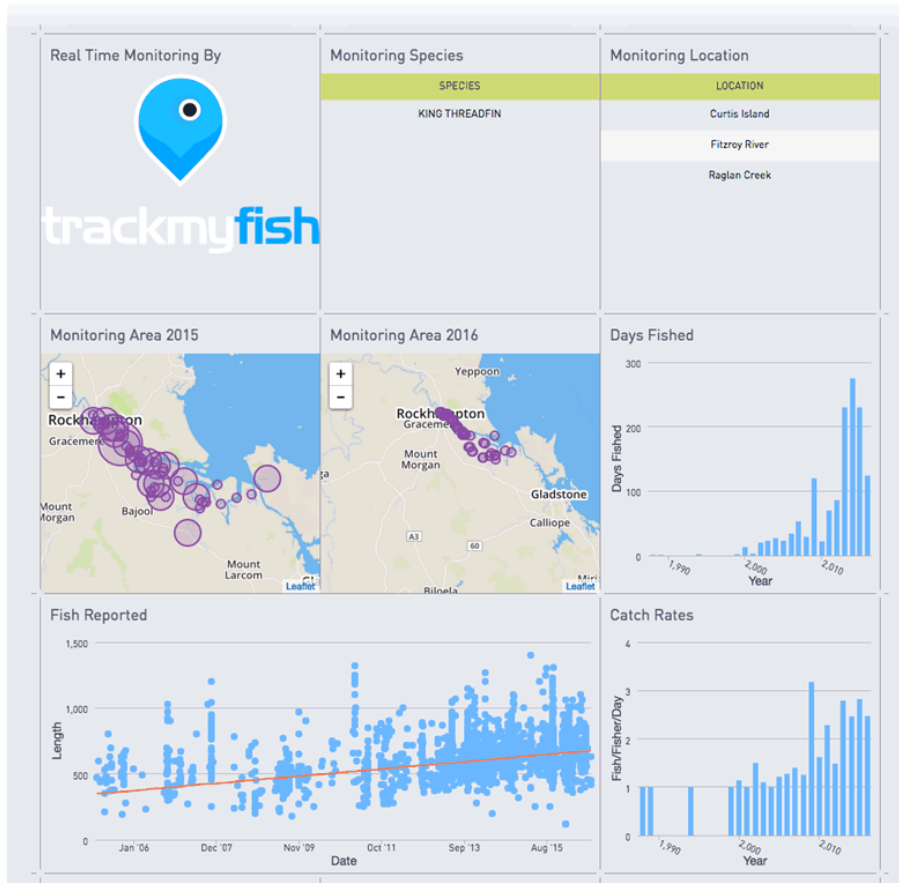 Real Time Monitoring By
trackmyfish
Monitoring Species
SPECIES
KING THREADFIN
Monitoring Location
LOCATION
Curtis Island
Fitzroy River
Raglan Creek
Monitoring Area 2015
+
−
Gracemere
Mount
Morgan
Bajool
Mount
Larcom
Leaflet
Monitoring Area 2016
+
−
Yeppoon
Mount
Morgan
Gladstone
Calliope
A3
60
Biloela
Leaflet
Days Fished
300
200
100
0
Days Fished
1,990
2,000
2,010
Year
Fish Reported
1,500
1,000
500
0
Length
Jan '06
Dec '07
Nov '09
Oct '11
Sep '13
Aug '15
Date
Catch Rates
4
3
2
1
0
Fish/Fisher/Day
1,990
2,000
2,010
Year